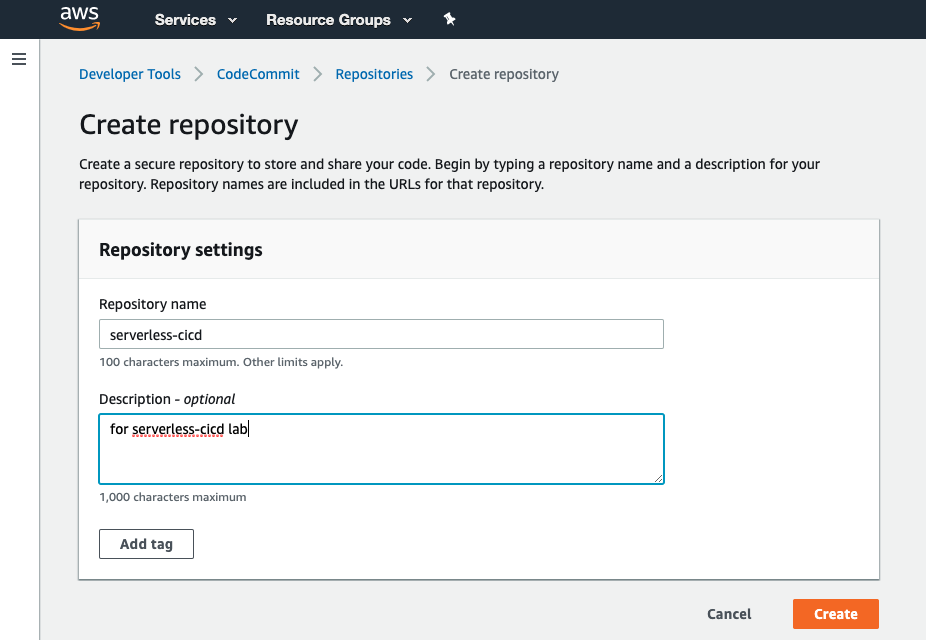 aws Services Resource Groups
Developer Tools CodeCommit Repositories Create repository
Create repository
Create a secure repository to store and share your code. Begin by typing a repository name and a description for your
repository. Repository names are included in the URLs for that repository.
Repository settings
Repository name
serverless-cicd
100 characters maximum. Other limits apply.
Description - optional
for serverless-cicd lab
1,000 characters maximum
Add tag
Cancel Create